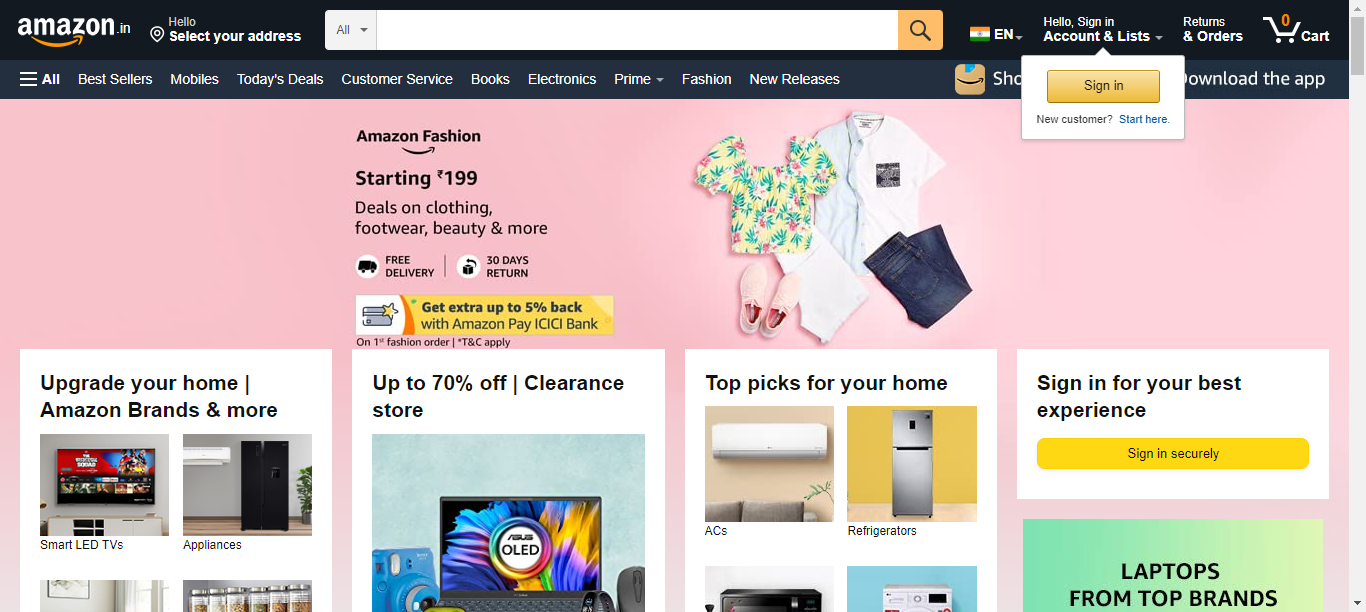 amazon.in
Hello
Select your address
All
EN
Hello, Sign in
Account & Lists
Returns
& Orders
0
Cart
All
Best Sellers
Mobiles
Today's Deals
Customer Service
Books
Electronics
Prime
Fashion
New Releases
Sho
Download the app
Sign in
New customer? Start here.
Amazon Fashion
Starting ₹199
Deals on clothing,
footwear, beauty & more
FREE
DELIVERY
30 DAYS
RETURN
Get extra up to 5% back
with Amazon Pay ICICI Bank
On 1st fashion order | *T&C apply
Upgrade your home |
Amazon Brands & more
Smart LED TVs
Appliances
Up to 70% off | Clearance
store
ASUS
OLED
Top picks for your home
ACs
Refrigerators
Sign in for your best
experience
Sign in securely
LAPTOPS
FROM TOP BRANDS